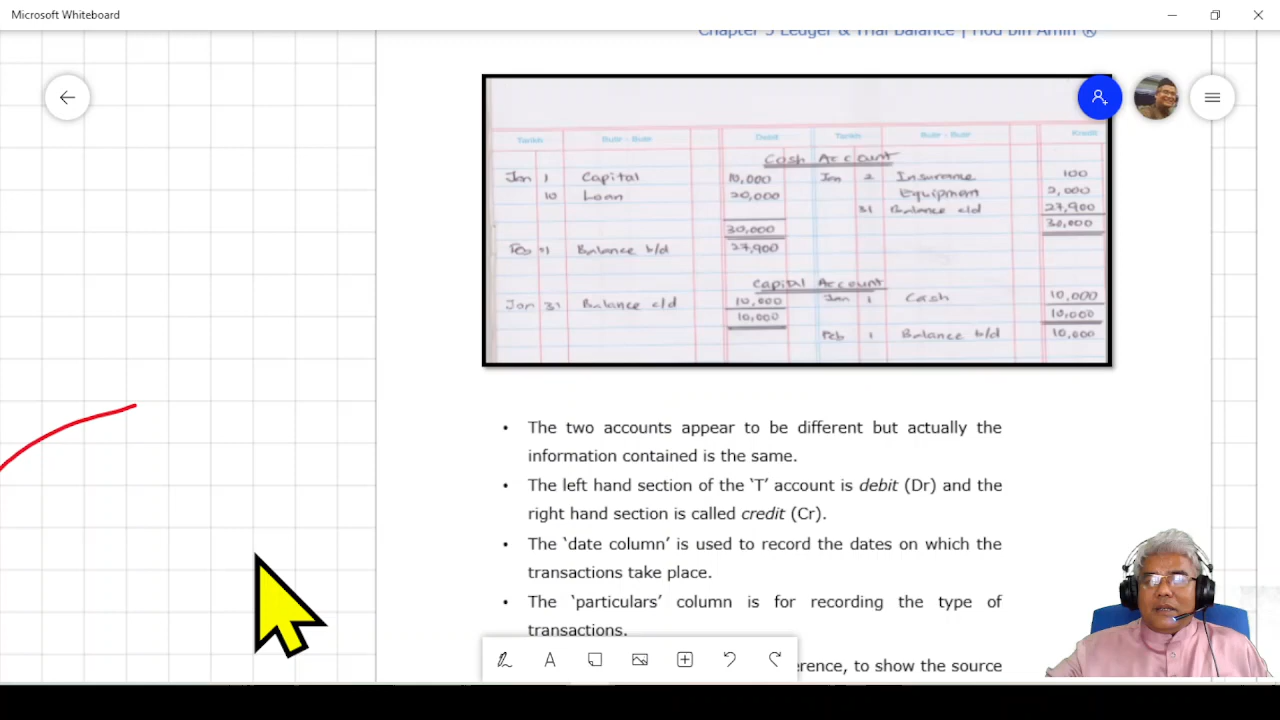 Microsoft Whiteboard
Chapter 5 Ledger & Trial Balance | Hod bin Amin ®
Tarikh Butir - Butir Debit Tarikh Butir - Butir Kredit
Cash Account
Jan 1 Capital 10,000 Jan 2 Insurance 100
10 Loan 20,000 Equipment 2,000
31 Balance c/d 27,900
30,000 30,000
Feb 1 Balance b/d 27,900
Capital Account
Jan 31 Balance c/d 10,000 Jan 1 Cash 10,000
10,000 10,000
Feb 1 Balance b/d 10,000
• The two accounts appear to be different but actually the
information contained is the same.
• The left hand section of the ‘T’ account is debit (Dr) and the
right hand section is called credit (Cr).
• The ‘date column’ is used to record the dates on which the
transactions take place.
• The ‘particulars’ column is for recording the type of
transactions.
erence, to show the source